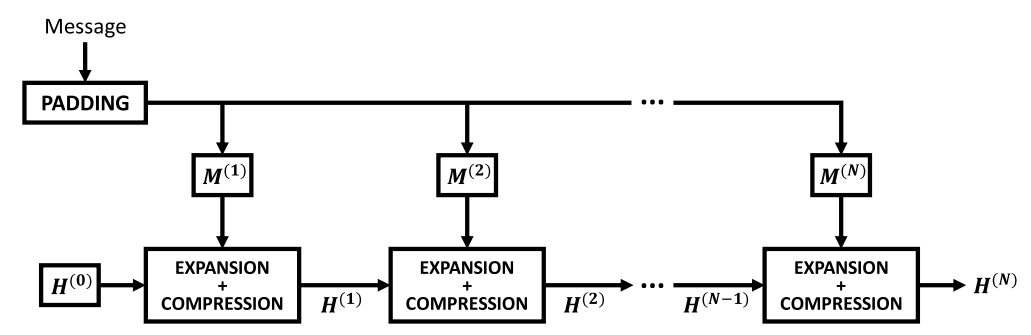 Message
PADDING
...
M^(1)
M^(2)
M^(N)
H^(0)
EXPANSION
+
COMPRESSION
H^(1)
EXPANSION
+
COMPRESSION
H^(2)
...
H^(N−1)
EXPANSION
+
COMPRESSION
H^(N)